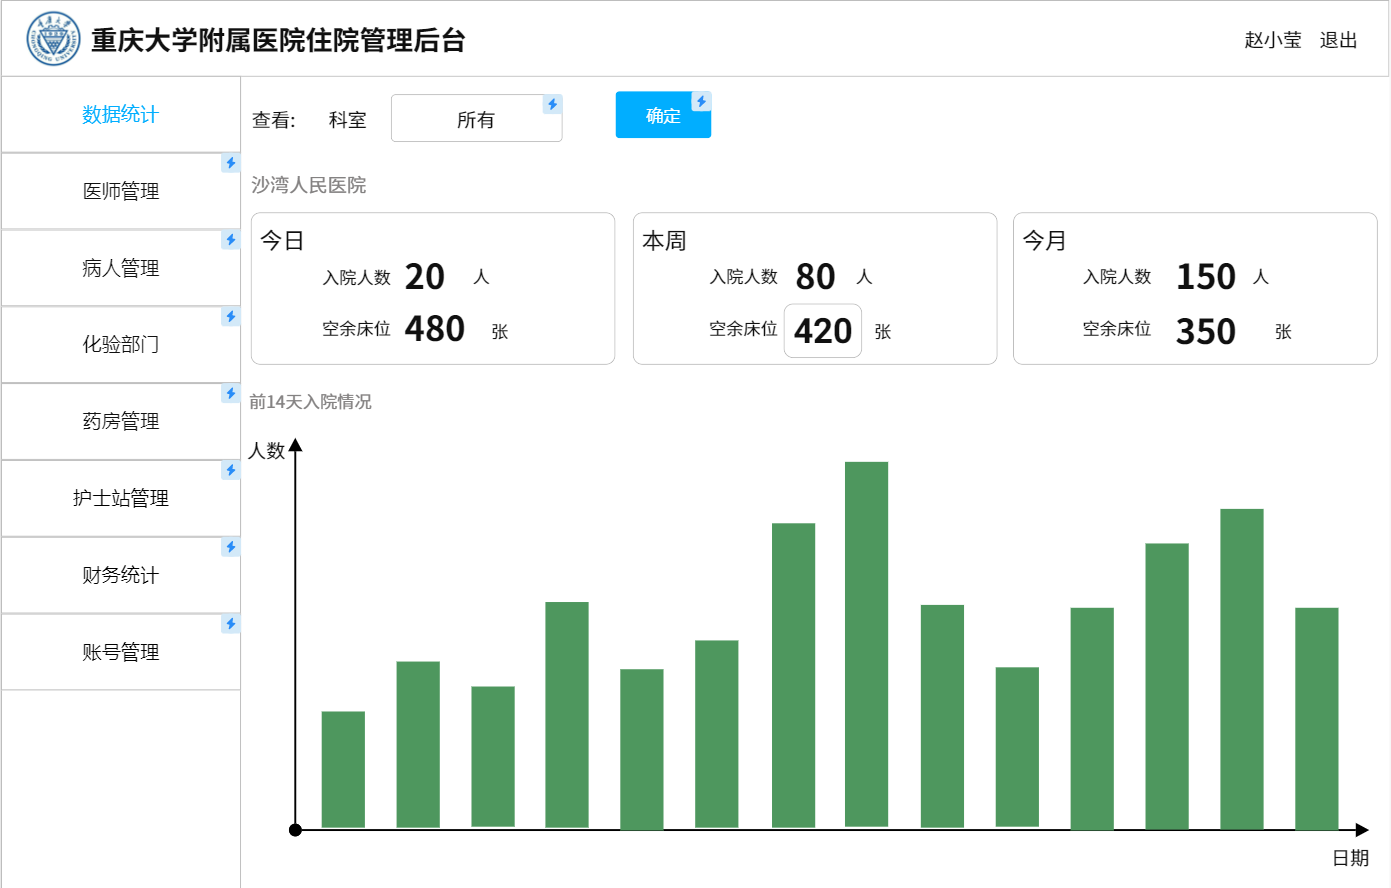 重庆大学附属医院住院管理后台
赵小莹 退出
数据统计
医师管理
病人管理
化验部门
药房管理
护士站管理
财务统计
账号管理
查看: 科室 所有 确定
沙湾人民医院
今日
入院人数 20 人
空余床位 480 张
本周
入院人数 80 人
空余床位 420 张
今月
入院人数 150 人
空余床位 350 张
前14天入院情况
人数
日期